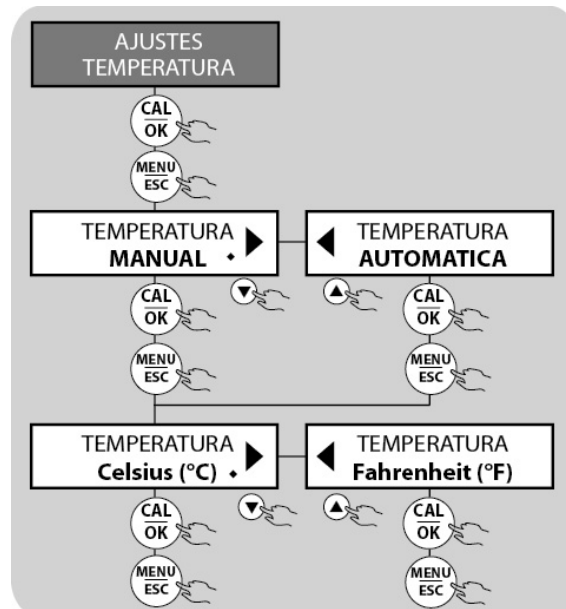 AJUSTES
TEMPERATURA
CAL
OK
MENU
ESC
TEMPERATURA
MANUAL
TEMPERATURA
AUTOMATICA
CAL
OK
CAL
OK
MENU
ESC
MENU
ESC
TEMPERATURA
Celsius (°C)
TEMPERATURA
Fahrenheit (°F)
CAL
OK
CAL
OK
MENU
ESC
MENU
ESC